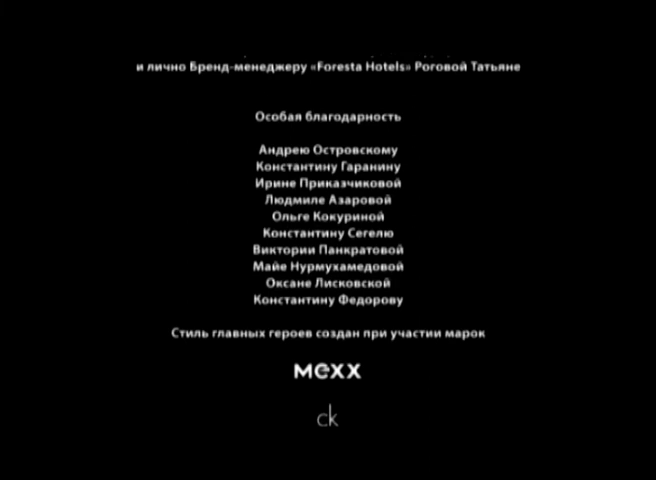 и лично Бренд-менеджеру «Foresta Hotels» Роговой Татьяне
Особая благодарность
Андрею Островскому
Константину Гаранину
Ирине Приказчиковой
Людмиле Азаровой
Ольге Кокуриной
Константину Сегелю
Виктории Панкратовой
Майе Нурмухамедовой
Оксане Лисковской
Константину Федорову
Стиль главных героев создан при участии марок
MEXX
ck